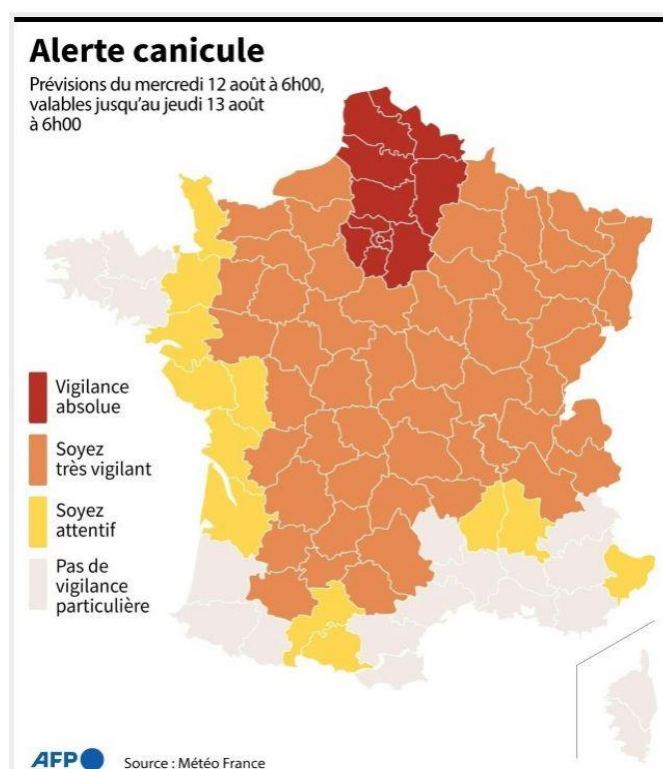 Alerte canicule
Prévisions du mercredi 12 août à 6h00,
valables jusqu'au jeudi 13 août
à 6h00
Vigilance
absolue
Soyez
très vigilant
Soyez
attentif
Pas de
vigilance
particulière
AFP
Source : Météo France